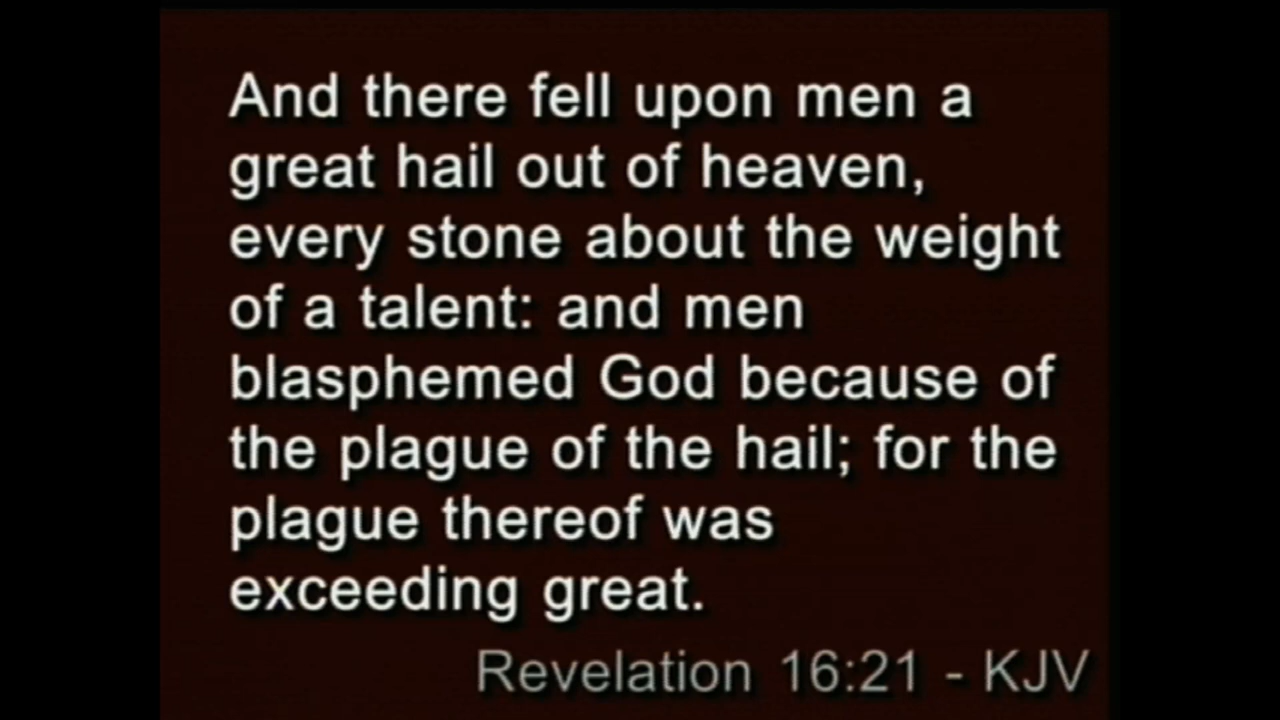 And there fell upon men a
great hail out of heaven,
every stone about the weight
of a talent: and men
blasphemed God because of
the plague of the hail; for the
plague thereof was
exceeding great.
Revelation 16:21 - KJV